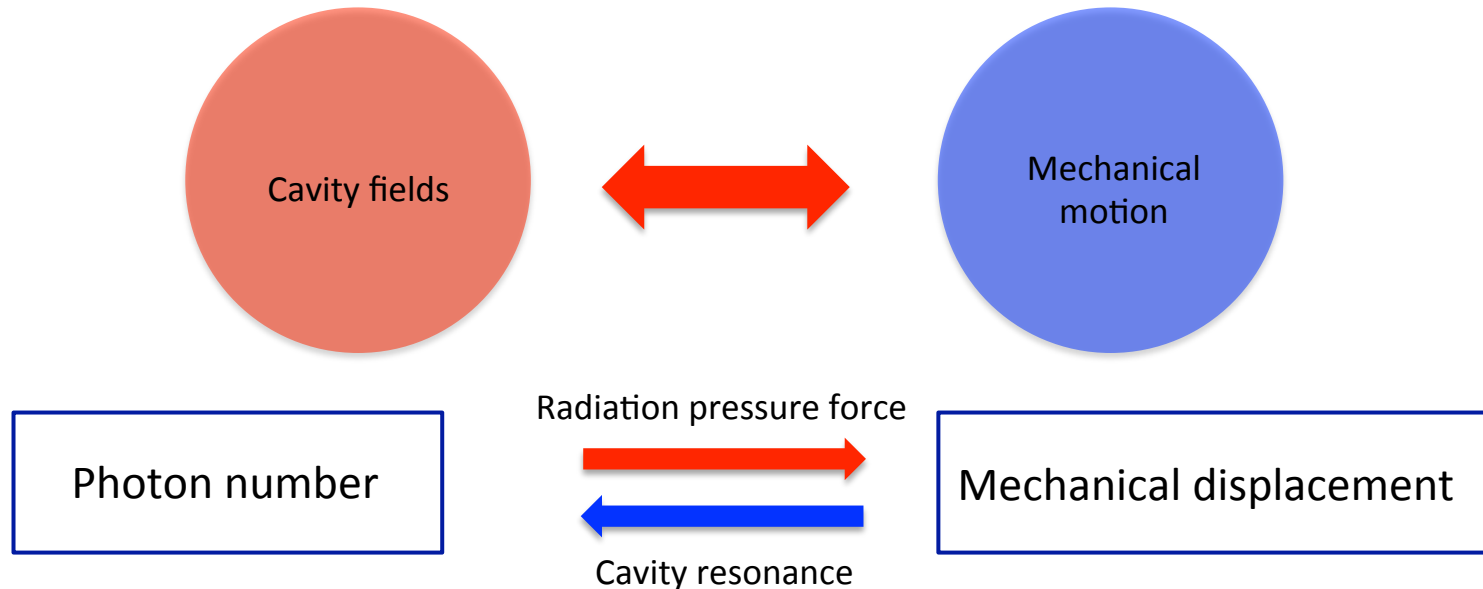 Cavity fields
Mechanical
motion
Radiation pressure force
Photon number
Mechanical displacement
Cavity resonance